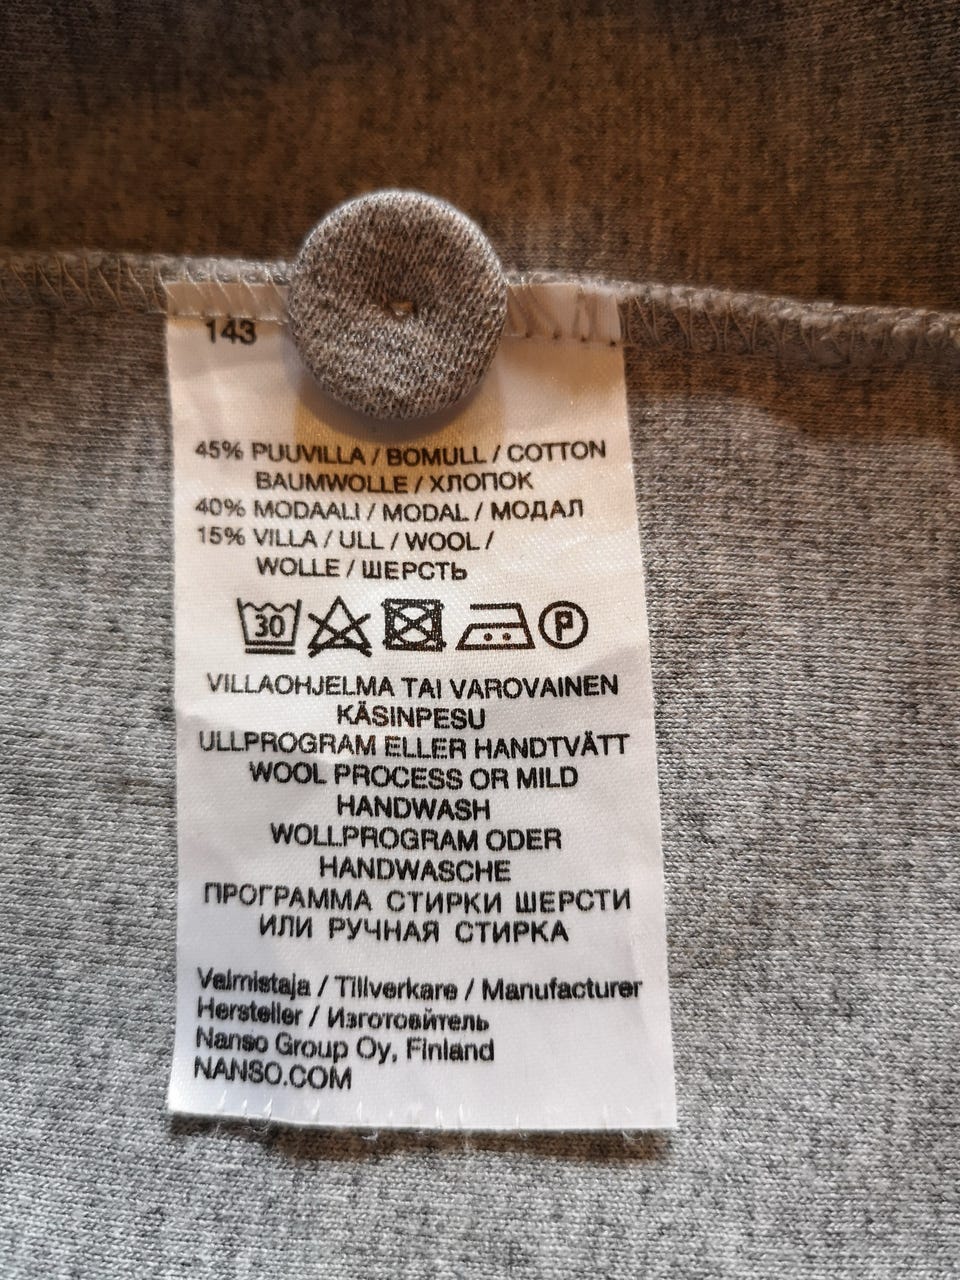 143
45% PUUVILLA / BOMULL / COTTON
BAUMWOLLE / ХЛОПОК
40% MODAALI / MODAL / МОДАЛ
15% VILLA / ULL / WOOL /
WOLLE / ШЕРСТЬ
30 P
VILLAOHJELMA TAI VAROVAINEN
KÄSINPESU
ULLPROGRAM ELLER HANDTVÄTT
WOOL PROCESS OR MILD
HANDWASH
WOLLPROGRAM ODER
HANDWASCHE
ПРОГРАММА СТИРКИ ШЕРСТИ
ИЛИ РУЧНАЯ СТИРКА
Valmistaja / Tillverkare / Manufacturer
Hersteller / Изготовйтель
Nanso Group Oy, Finland
NANSO.COM